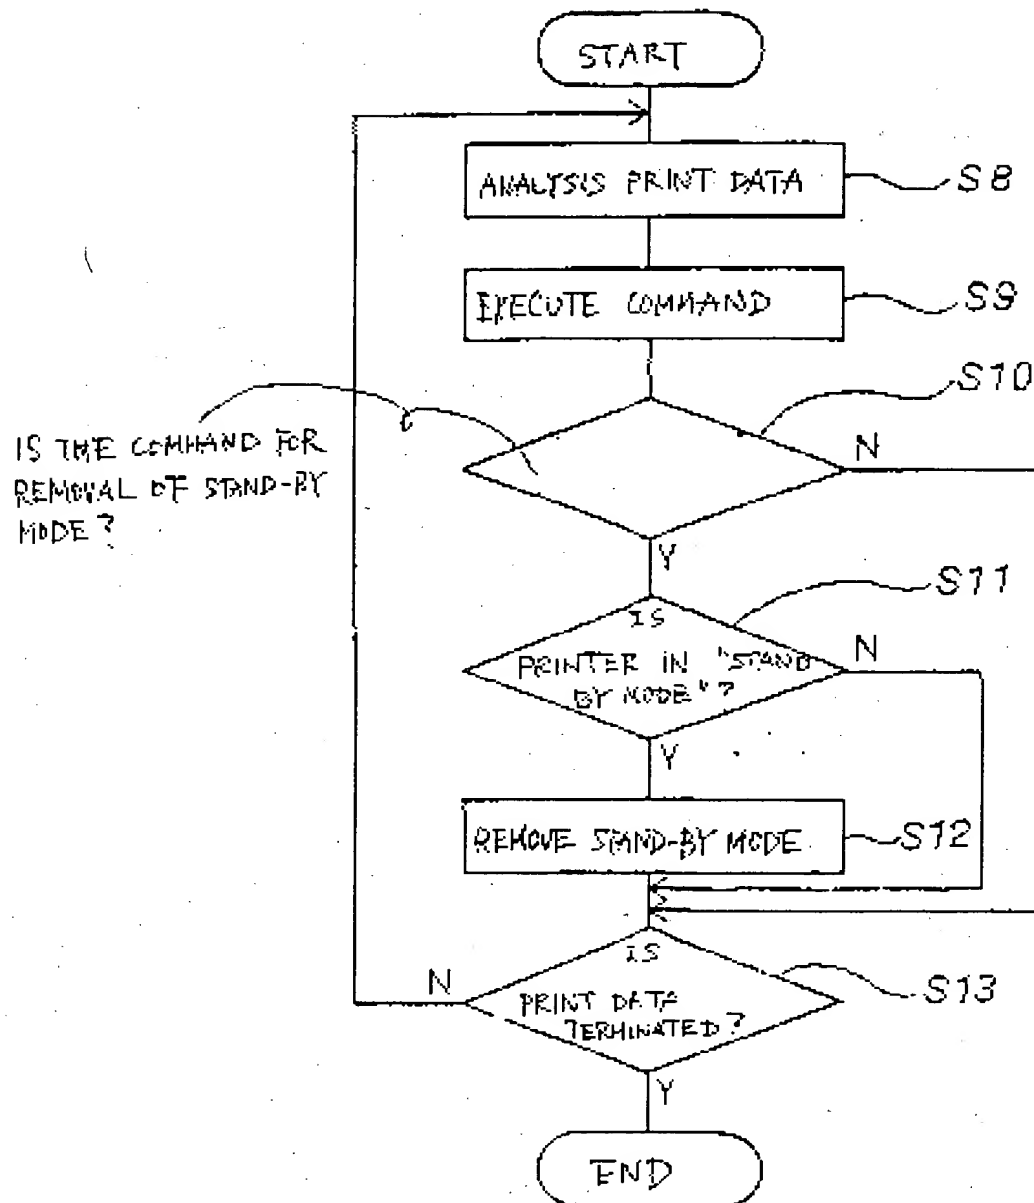 START
ANALYSIS PRINT DATA
S8
EXECUTE COMMAND
S9
S10
IS THE COMMAND FOR
REMOVAL OF STAND-BY
MODE?
N
Y
S11
IS
PRINTER IN "STAND
BY MODE"?
N
Y
REMOVE STAND-BY MODE
S12
IS
PRINT DATA
TERMINATED?
N
S13
Y
END